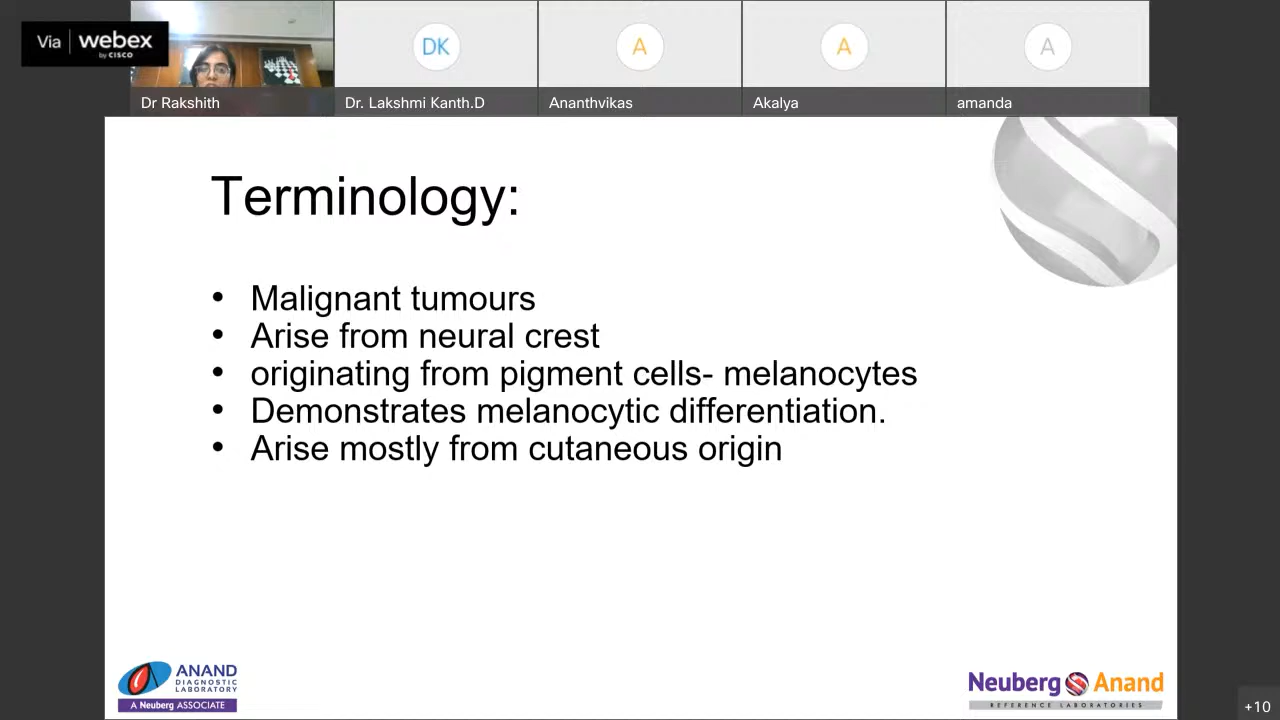 Via webex
by CISCO
DK
A
A
A
Dr Rakshith
Dr. Lakshmi Kanth.D
Ananthvikas
Akalya
amanda
Terminology:
• Malignant tumours
• Arise from neural crest
• originating from pigment cells- melanocytes
• Demonstrates melanocytic differentiation.
• Arise mostly from cutaneous origin
ANAND
DIAGNOSTIC
LABORATORY
A Neuberg ASSOCIATE
Neuberg Anand
REFERENCE LABORATORIES
+10